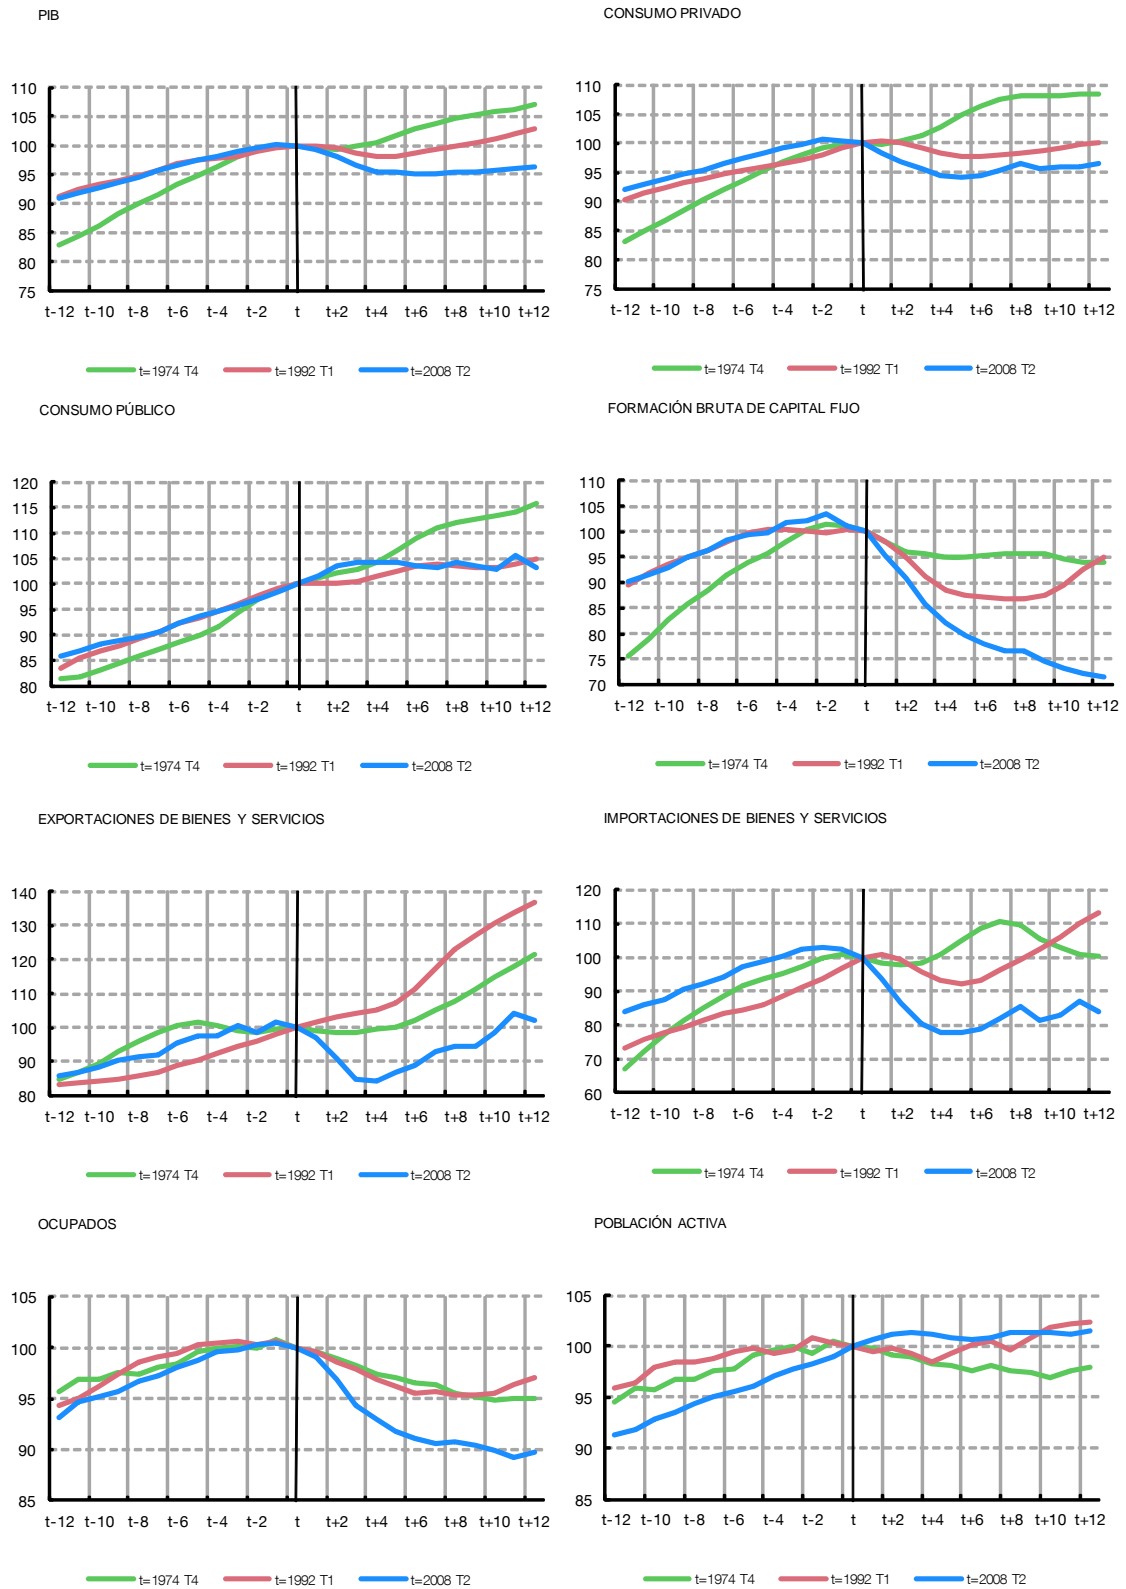 PIB
110
105
100
95
90
85
80
75
t-12 t-10 t-8 t-6 t-4 t-2 t t+2 t+4 t+6 t+8 t+10 t+12
t=1974 T4 t=1992 T1 t=2008 T2
CONSUMO PRIVADO
110
105
100
95
90
85
80
75
t-12 t-10 t-8 t-6 t-4 t-2 t t+2 t+4 t+6 t+8 t+10 t+12
t=1974 T4 t=1992 T1 t=2008 T2
CONSUMO PÚBLICO
120
115
110
105
100
95
90
85
80
t-12 t-10 t-8 t-6 t-4 t-2 t t+2 t+4 t+6 t+8 t+10 t+12
t=1974 T4 t=1992 T1 t=2008 T2
FORMACIÓN BRUTA DE CAPITAL FIJO
110
105
100
95
90
85
80
75
70
t-12 t-10 t-8 t-6 t-4 t-2 t t+2 t+4 t+6 t+8 t+10 t+12
t=1974 T4 t=1992 T1 t=2008 T2
EXPORTACIONES DE BIENES Y SERVICIOS
140
130
120
110
100
90
80
t-12 t-10 t-8 t-6 t-4 t-2 t t+2 t+4 t+6 t+8 t+10 t+12
t=1974 T4 t=1992 T1 t=2008 T2
IMPORTACIONES DE BIENES Y SERVICIOS
120
110
100
90
80
70
60
t-12 t-10 t-8 t-6 t-4 t-2 t t+2 t+4 t+6 t+8 t+10 t+12
t=1974 T4 t=1992 T1 t=2008 T2
OCUPADOS
105
100
95
90
85
t-12 t-10 t-8 t-6 t-4 t-2 t t+2 t+4 t+6 t+8 t+10 t+12
t=1974 T4 t=1992 T1 t=2008 T2
POBLACIÓN ACTIVA
105
100
95
90
85
t-12 t-10 t-8 t-6 t-4 t-2 t t+2 t+4 t+6 t+8 t+10 t+12
t=1974 T4 t=1992 T1 t=2008 T2